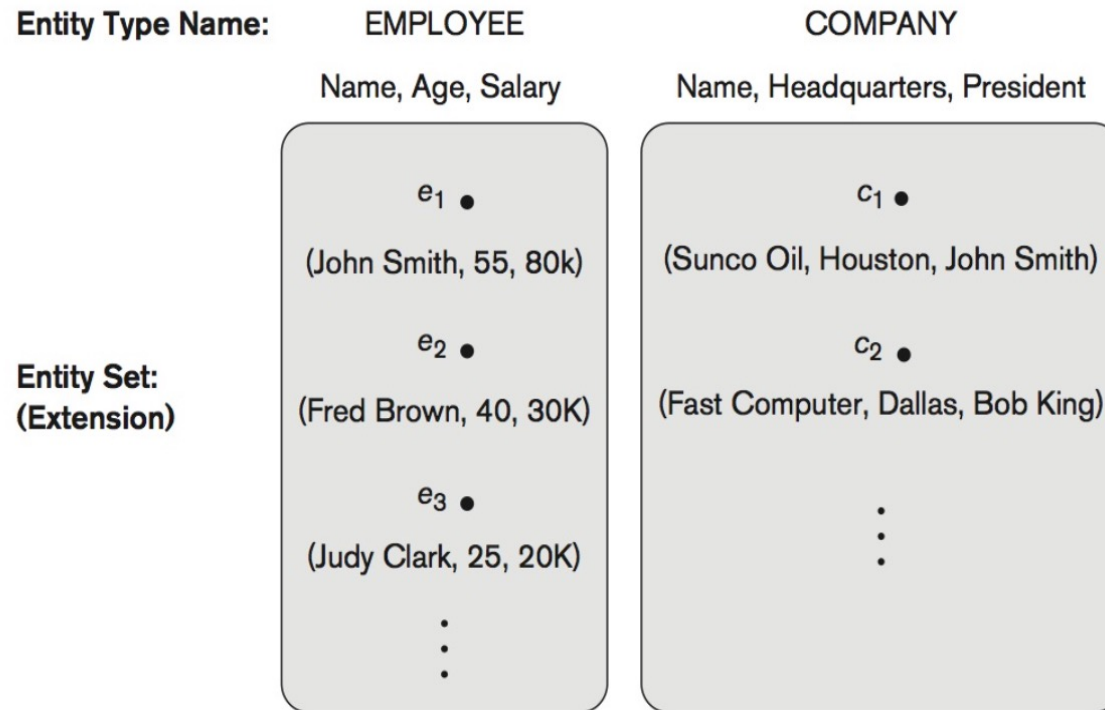 Entity Type Name: EMPLOYEE COMPANY
Name, Age, Salary Name, Headquarters, President
e1 • c1 •
(John Smith, 55, 80k) (Sunco Oil, Houston, John Smith)
e2 • c2 •
Entity Set:
(Extension)
(Fred Brown, 40, 30K) (Fast Computer, Dallas, Bob King)
e3 •
(Judy Clark, 25, 20K)